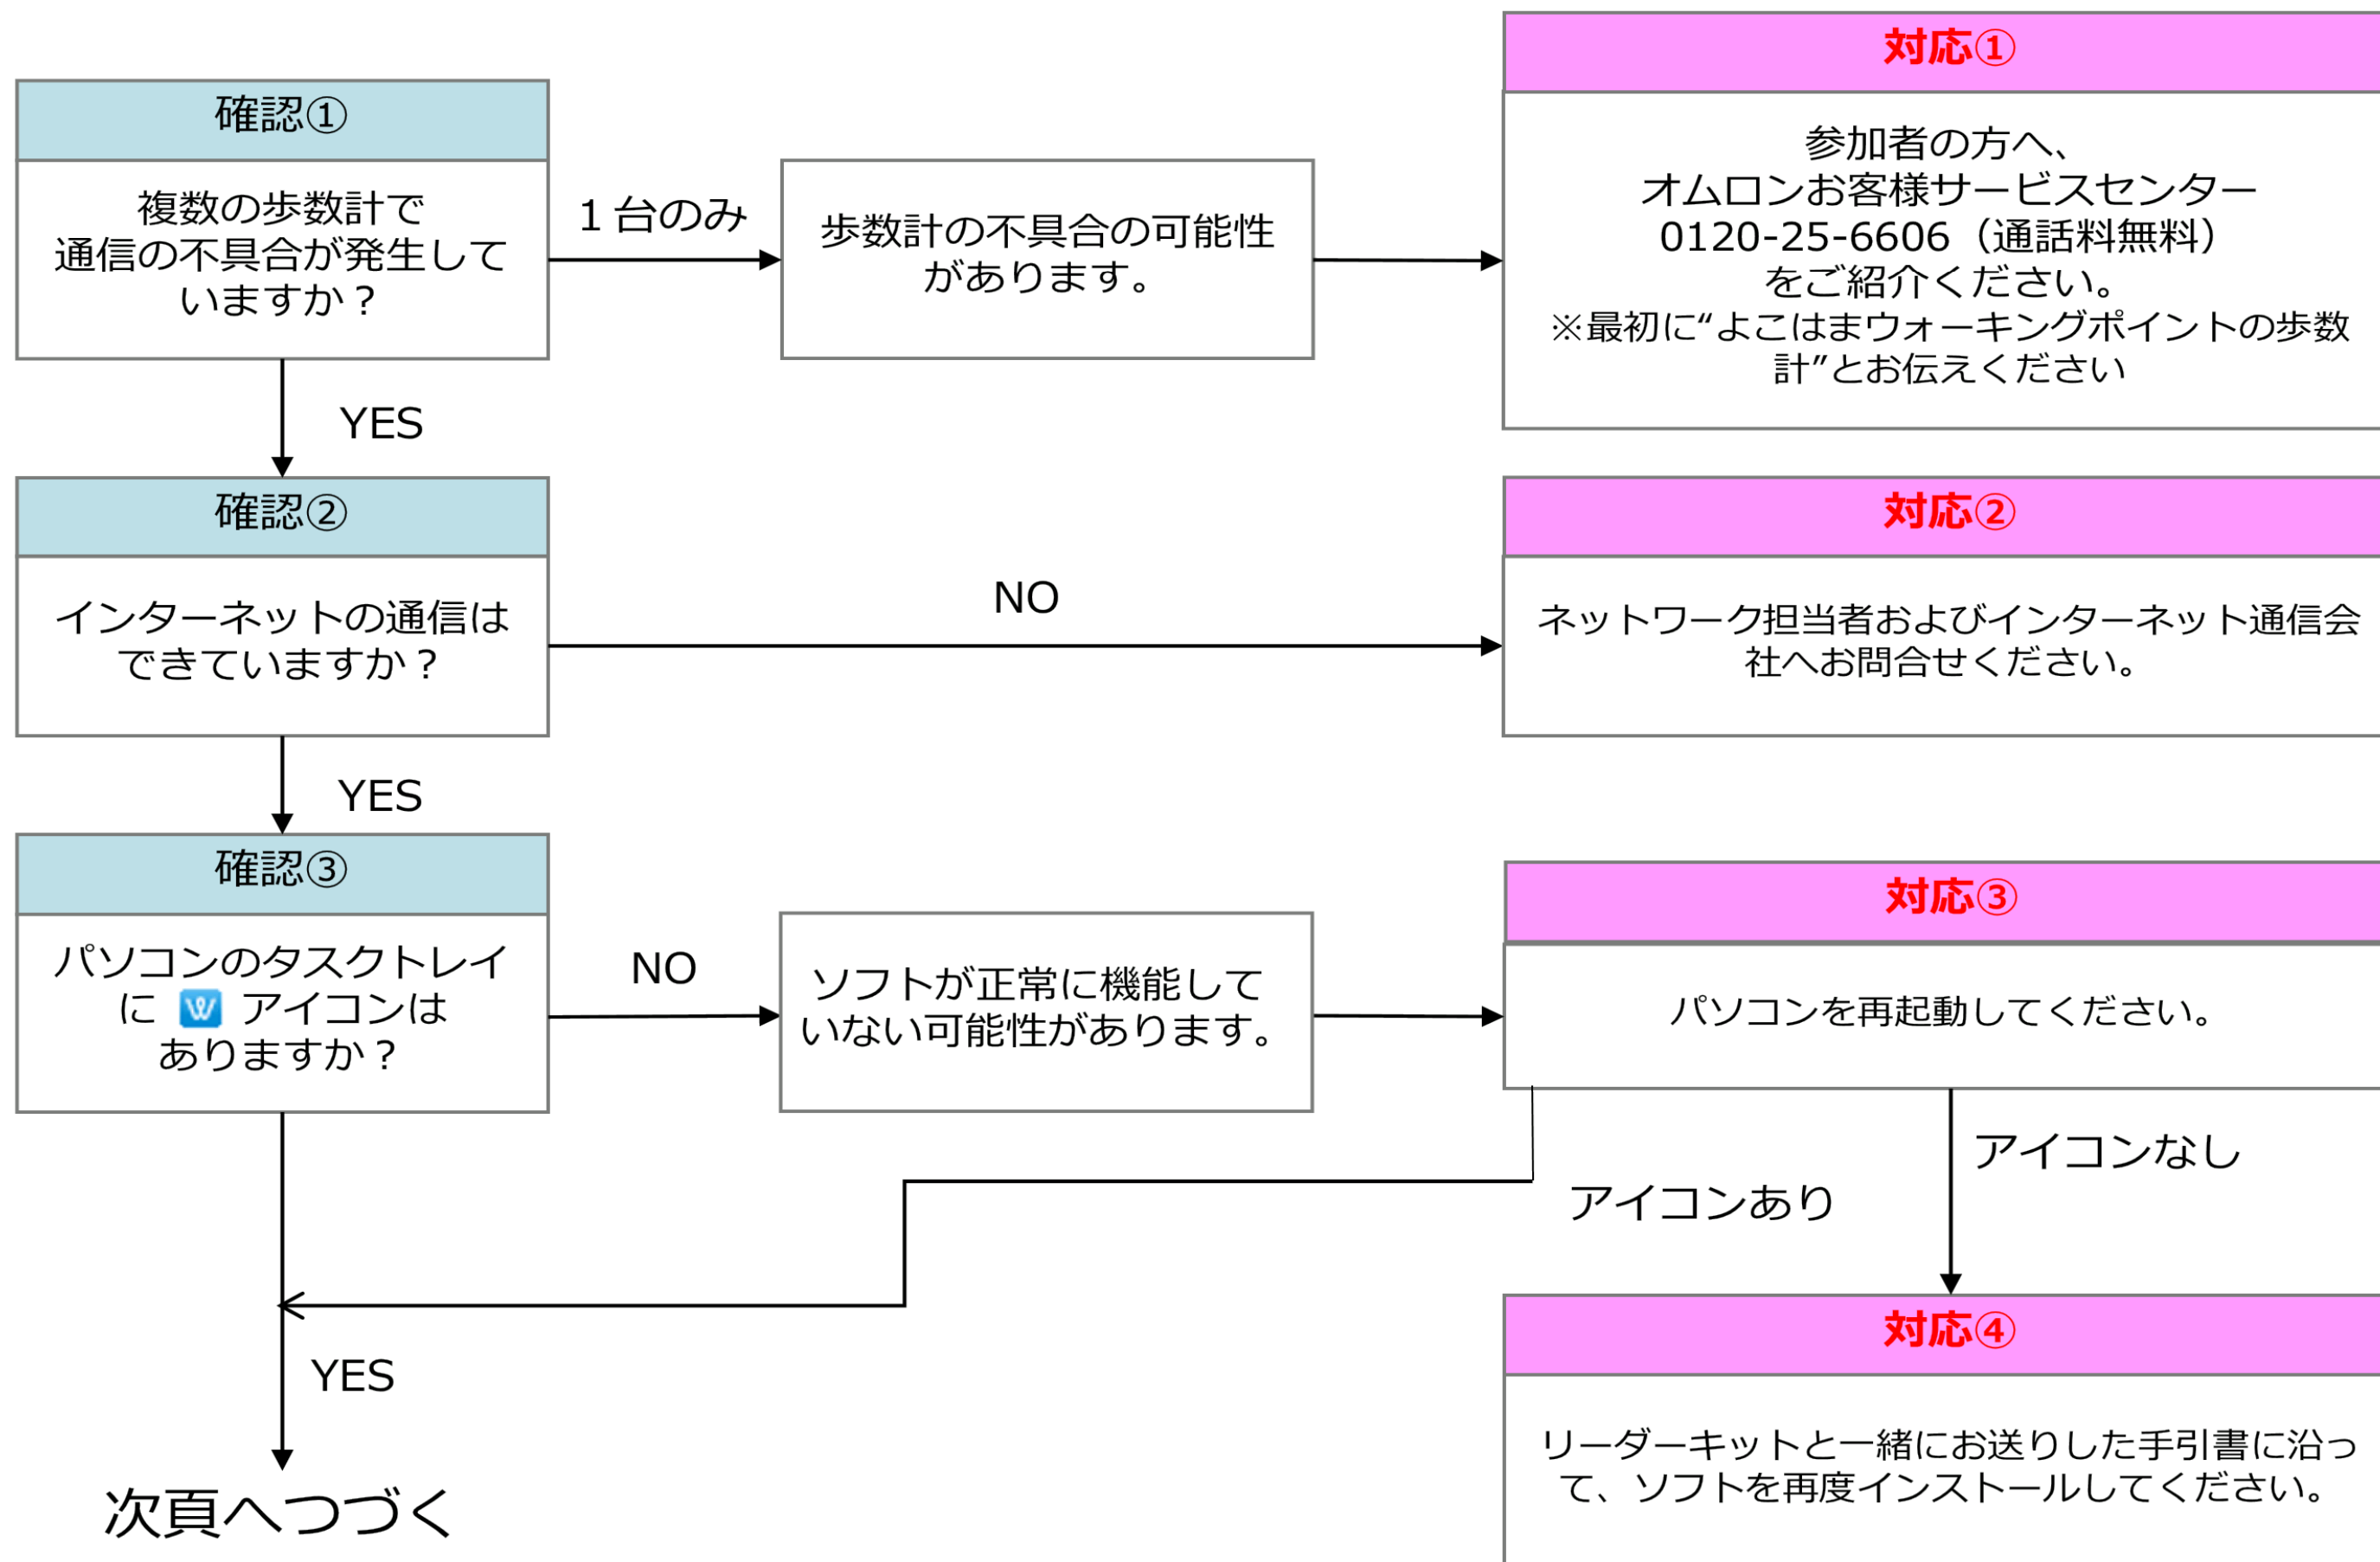 確認①
複数の歩数計で
通信の不具合が発生して
いますか？
１台のみ
歩数計の不具合の可能性
があります。
対応①
参加者の方へ、
オムロンお客様サービスセンター
0120-25-6606（通話料無料）
をご紹介ください。
※最初に“よこはまウォーキングポイントの歩数
計”とお伝えください
YES
確認②
インターネットの通信は
できていますか？
NO
対応②
ネットワーク担当者およびインターネット通信会
社へお問合せください。
YES
確認③
パソコンのタスクトレイ
に W アイコンは
ありますか？
NO
ソフトが正常に機能して
いない可能性があります。
対応③
パソコンを再起動してください。
アイコンあり
アイコンなし
対応④
リーダーキットと一緒にお送りした手引書に沿っ
て、ソフトを再度インストールしてください。
YES
次頁へつづく